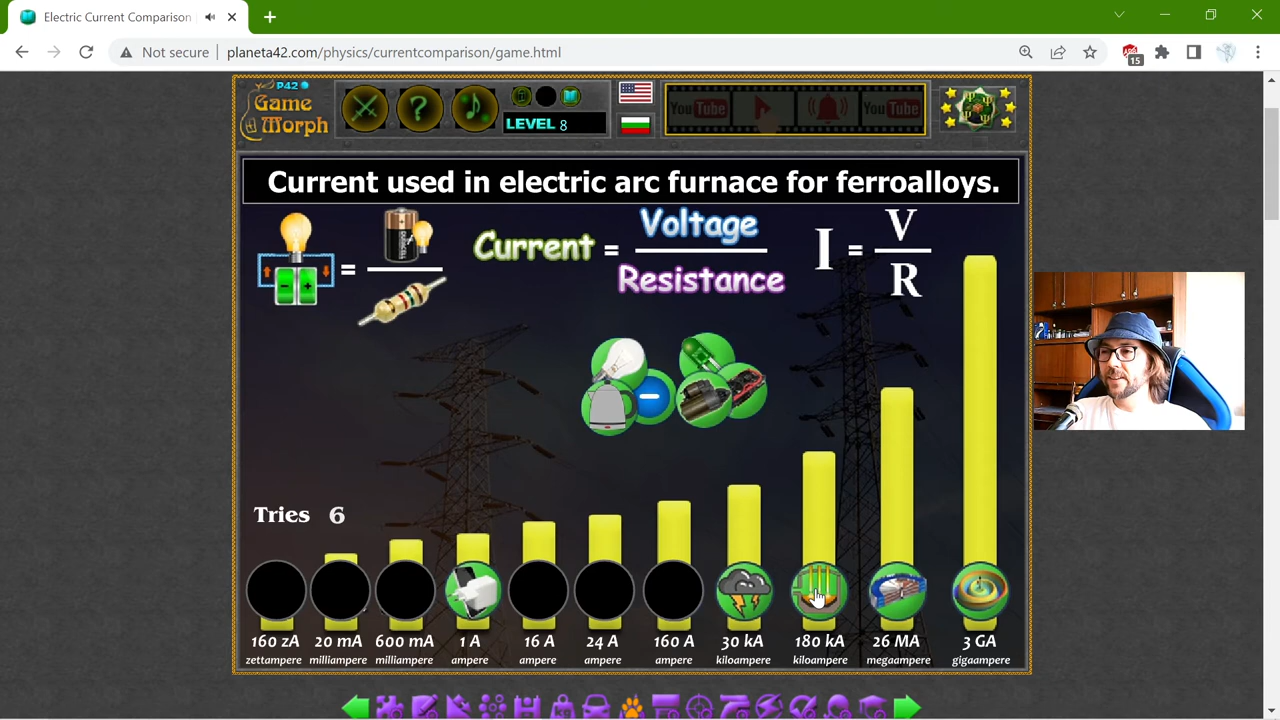 Electric Current Comparison
Not secure
planeta42.com/physics/currentcomparison/game.html
15
P42
Game
Morph
LEVEL 8
YouTube
YouTube
Current used in electric arc furnace for ferroalloys.
Current = Voltage
Resistance
I = V
R
Tries 6
160 zA 20 mA 600 mA 1 A 16 A 24 A 160 A 30 kA 180 kA 26 MA 3 GA
zettampere milliampere milliampere ampere ampere ampere ampere kiloampere kiloampere megaampere gigaampere